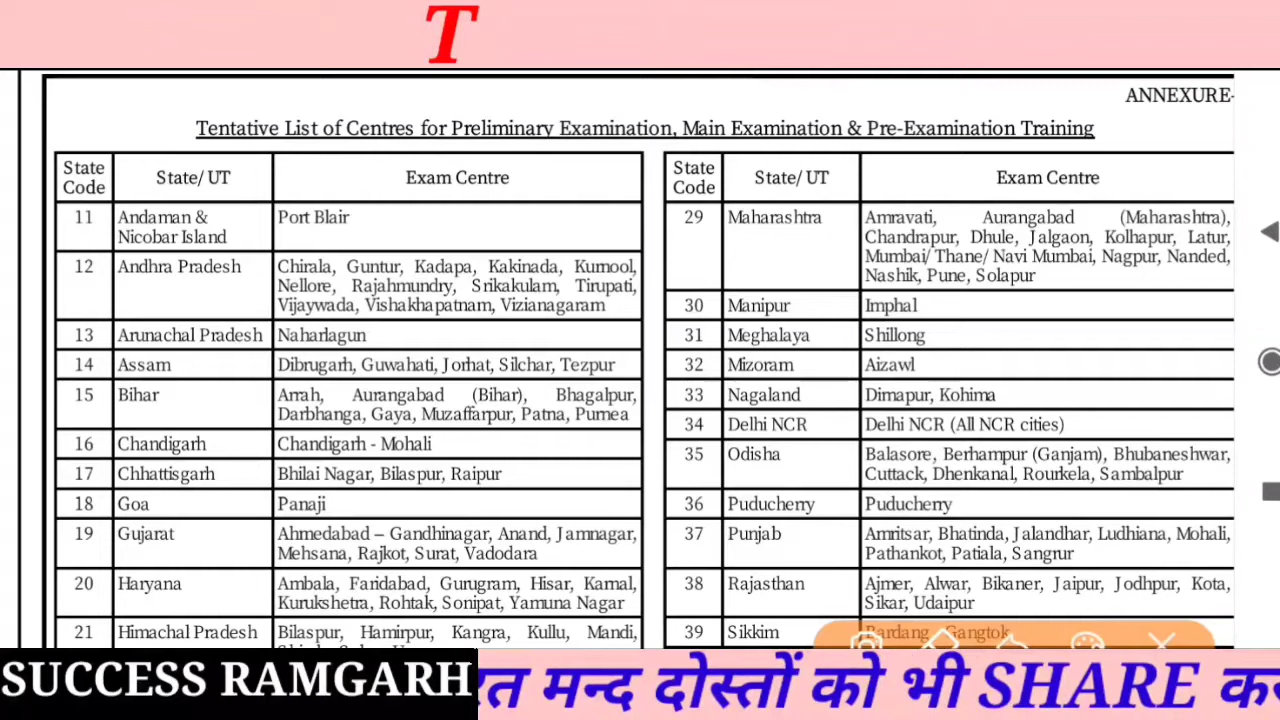 T
ANNEXURE-
Tentative List of Centres for Preliminary Examination, Main Examination & Pre-Examination Training
State Code State/ UT Exam Centre
11 Andaman & Nicobar Island Port Blair
12 Andhra Pradesh Chirala, Guntur, Kadapa, Kakinada, Kurnool,
Nellore, Rajahmundry, Srikakulam, Tirupati,
Vijaywada, Vishakhapatnam, Vizianagaram
13 Arunachal Pradesh Naharlagun
14 Assam Dibrugarh, Guwahati, Jorhat, Silchar, Tezpur
15 Bihar Arrah, Aurangabad (Bihar), Bhagalpur,
Darbhanga, Gaya, Muzaffarpur, Patna, Purnea
16 Chandigarh Chandigarh - Mohali
17 Chhattisgarh Bhilai Nagar, Bilaspur, Raipur
18 Goa Panaji
19 Gujarat Ahmedabad – Gandhinagar, Anand, Jamnagar,
Mehsana, Rajkot, Surat, Vadodara
20 Haryana Ambala, Faridabad, Gurugram, Hisar, Karnal,
Kurukshetra, Rohtak, Sonipat, Yamuna Nagar
21 Himachal Pradesh Bilaspur, Hamirpur, Kangra, Kullu, Mandi,
State Code State/ UT Exam Centre
29 Maharashtra Amravati, Aurangabad (Maharashtra),
Chandrapur, Dhule, Jalgaon, Kolhapur, Latur,
Mumbai/ Thane/ Navi Mumbai, Nagpur, Nanded,
Nashik, Pune, Solapur
30 Manipur Imphal
31 Meghalaya Shillong
32 Mizoram Aizawl
33 Nagaland Dimapur, Kohima
34 Delhi NCR Delhi NCR (All NCR cities)
35 Odisha Balasore, Berhampur (Ganjam), Bhubaneshwar,
Cuttack, Dhenkanal, Rourkela, Sambalpur
36 Puducherry Puducherry
37 Punjab Amritsar, Bhatinda, Jalandhar, Ludhiana, Mohali,
Pathankot, Patiala, Sangrur
38 Rajasthan Ajmer, Alwar, Bikaner, Jaipur, Jodhpur, Kota,
Sikar, Udaipur
39 Sikkim Bardang, Gangtok
SUCCESS RAMGARH मन्द दोस्तों को भी SHARE